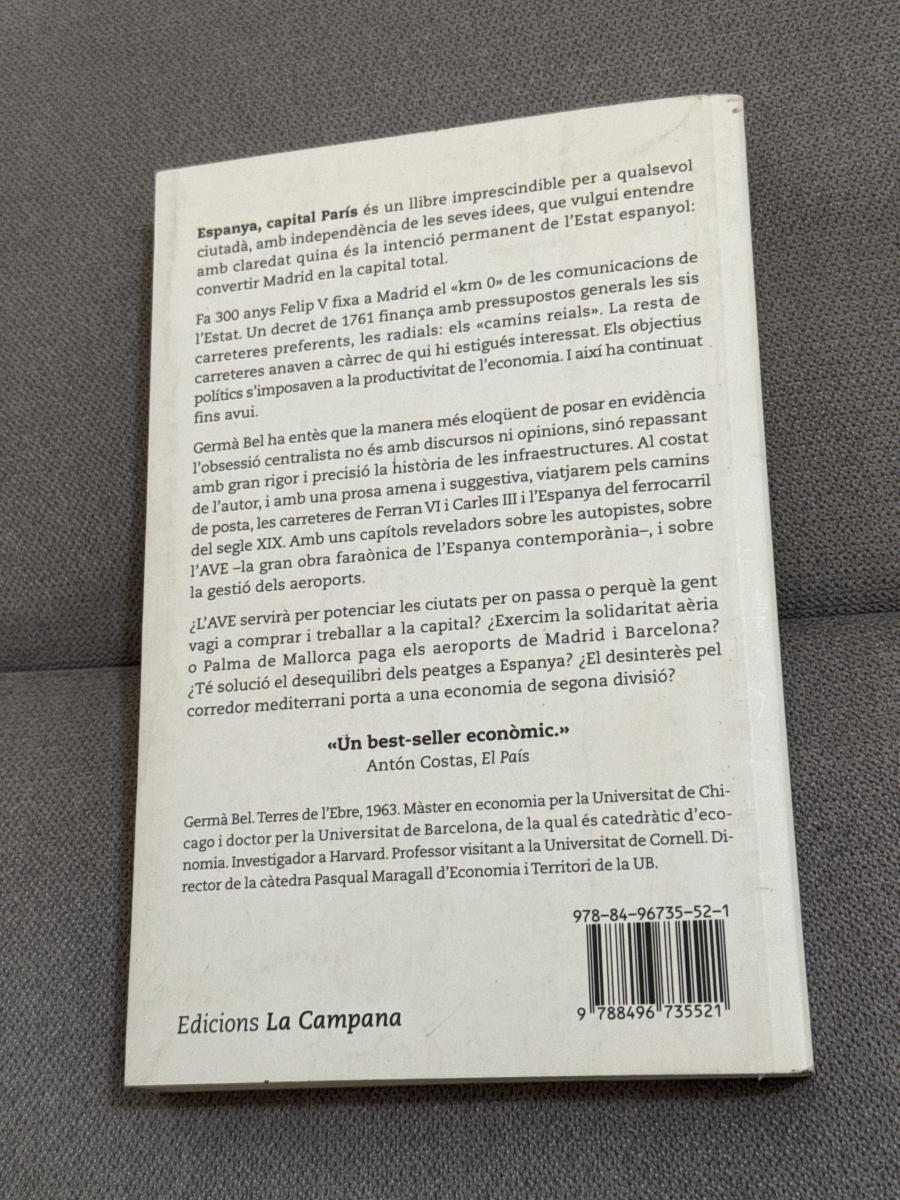 Espanya, capital París és un llibre imprescindible per a qualsevol
ciutadà, amb independència de les seves idees, que vulgui entendre
amb claredat quina és la intenció permanent de l'Estat espanyol:
convertir Madrid en la capital total.
Fa 300 anys Felip V fixa a Madrid el «km 0» de les comunicacions de
l'Estat. Un decret de 1761 finança amb pressupostos generals les sis
carreteres preferents, les radials: els «camins reials». La resta de
carreteres anaven a càrrec de qui hi estigués interessat. Els objectius
polítics s'imposaven a la productivitat de l'economia. I així ha continuat
fins avui.
Germà Bel ha entès que la manera més eloqüent de posar en evidència
l'obsessió centralista no és amb discursos ni opinions, sinó repassant
amb gran rigor i precisió la història de les infraestructures. Al costat
de l'autor, i amb una prosa amena i suggestiva, viatjarem pels camins
de posta, les carreteres de Ferran VI i Carles III i l'Espanya del ferrocarril
del segle XIX. Amb uns capítols reveladors sobre les autopistes, sobre
l'AVE –la gran obra faraònica de l'Espanya contemporània–, i sobre
la gestió dels aeroports.
¿L'AVE servirà per potenciar les ciutats per on passa o perquè la gent
vagi a comprar i treballar a la capital? ¿Exercim la solidaritat aèria
o Palma de Mallorca paga els aeroports de Madrid i Barcelona?
¿Té solució el desequilibri dels peatges a Espanya? ¿El desinterès pel
corredor mediterrani porta a una economia de segona divisió?
«Un best-seller econòmic.»
Antón Costas, El País
Germà Bel. Terres de l'Ebre, 1963. Màster en economia per la Universitat de Chi-
cago i doctor per la Universitat de Barcelona, de la qual és catedràtic d'eco-
nomia. Investigador a Harvard. Professor visitant a la Universitat de Cornell. Di-
rector de la càtedra Pasqual Maragall d'Economia i Territori de la UB.
978-84-96735-52-1
9 788496 735521
Edicions La Campana